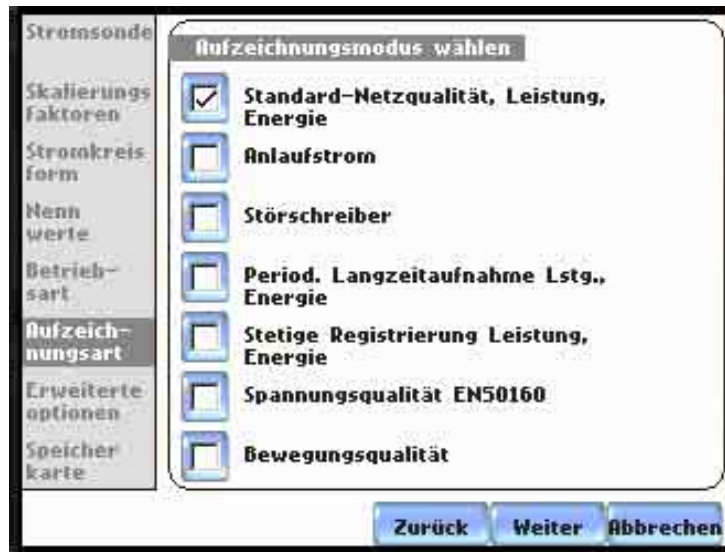 Stromsonde
Skalierungs
faktoren
Stromkreis
form
Nenn
werte
Betrieb-
sart
Aufzeich-
nungsart
Erweiterte
optionen
Speicher
karte
Aufzeichnungsmodus wählen
Standard-Netzqualität, Leistung,
Energie
Anlaufstrom
Störschreiber
Period. Langzeitaufnahme Lstg.,
Energie
Stetige Registrierung Leistung,
Energie
Spannungsqualität EN50160
Bewegungsqualität
Zurück Weiter Abbrechen